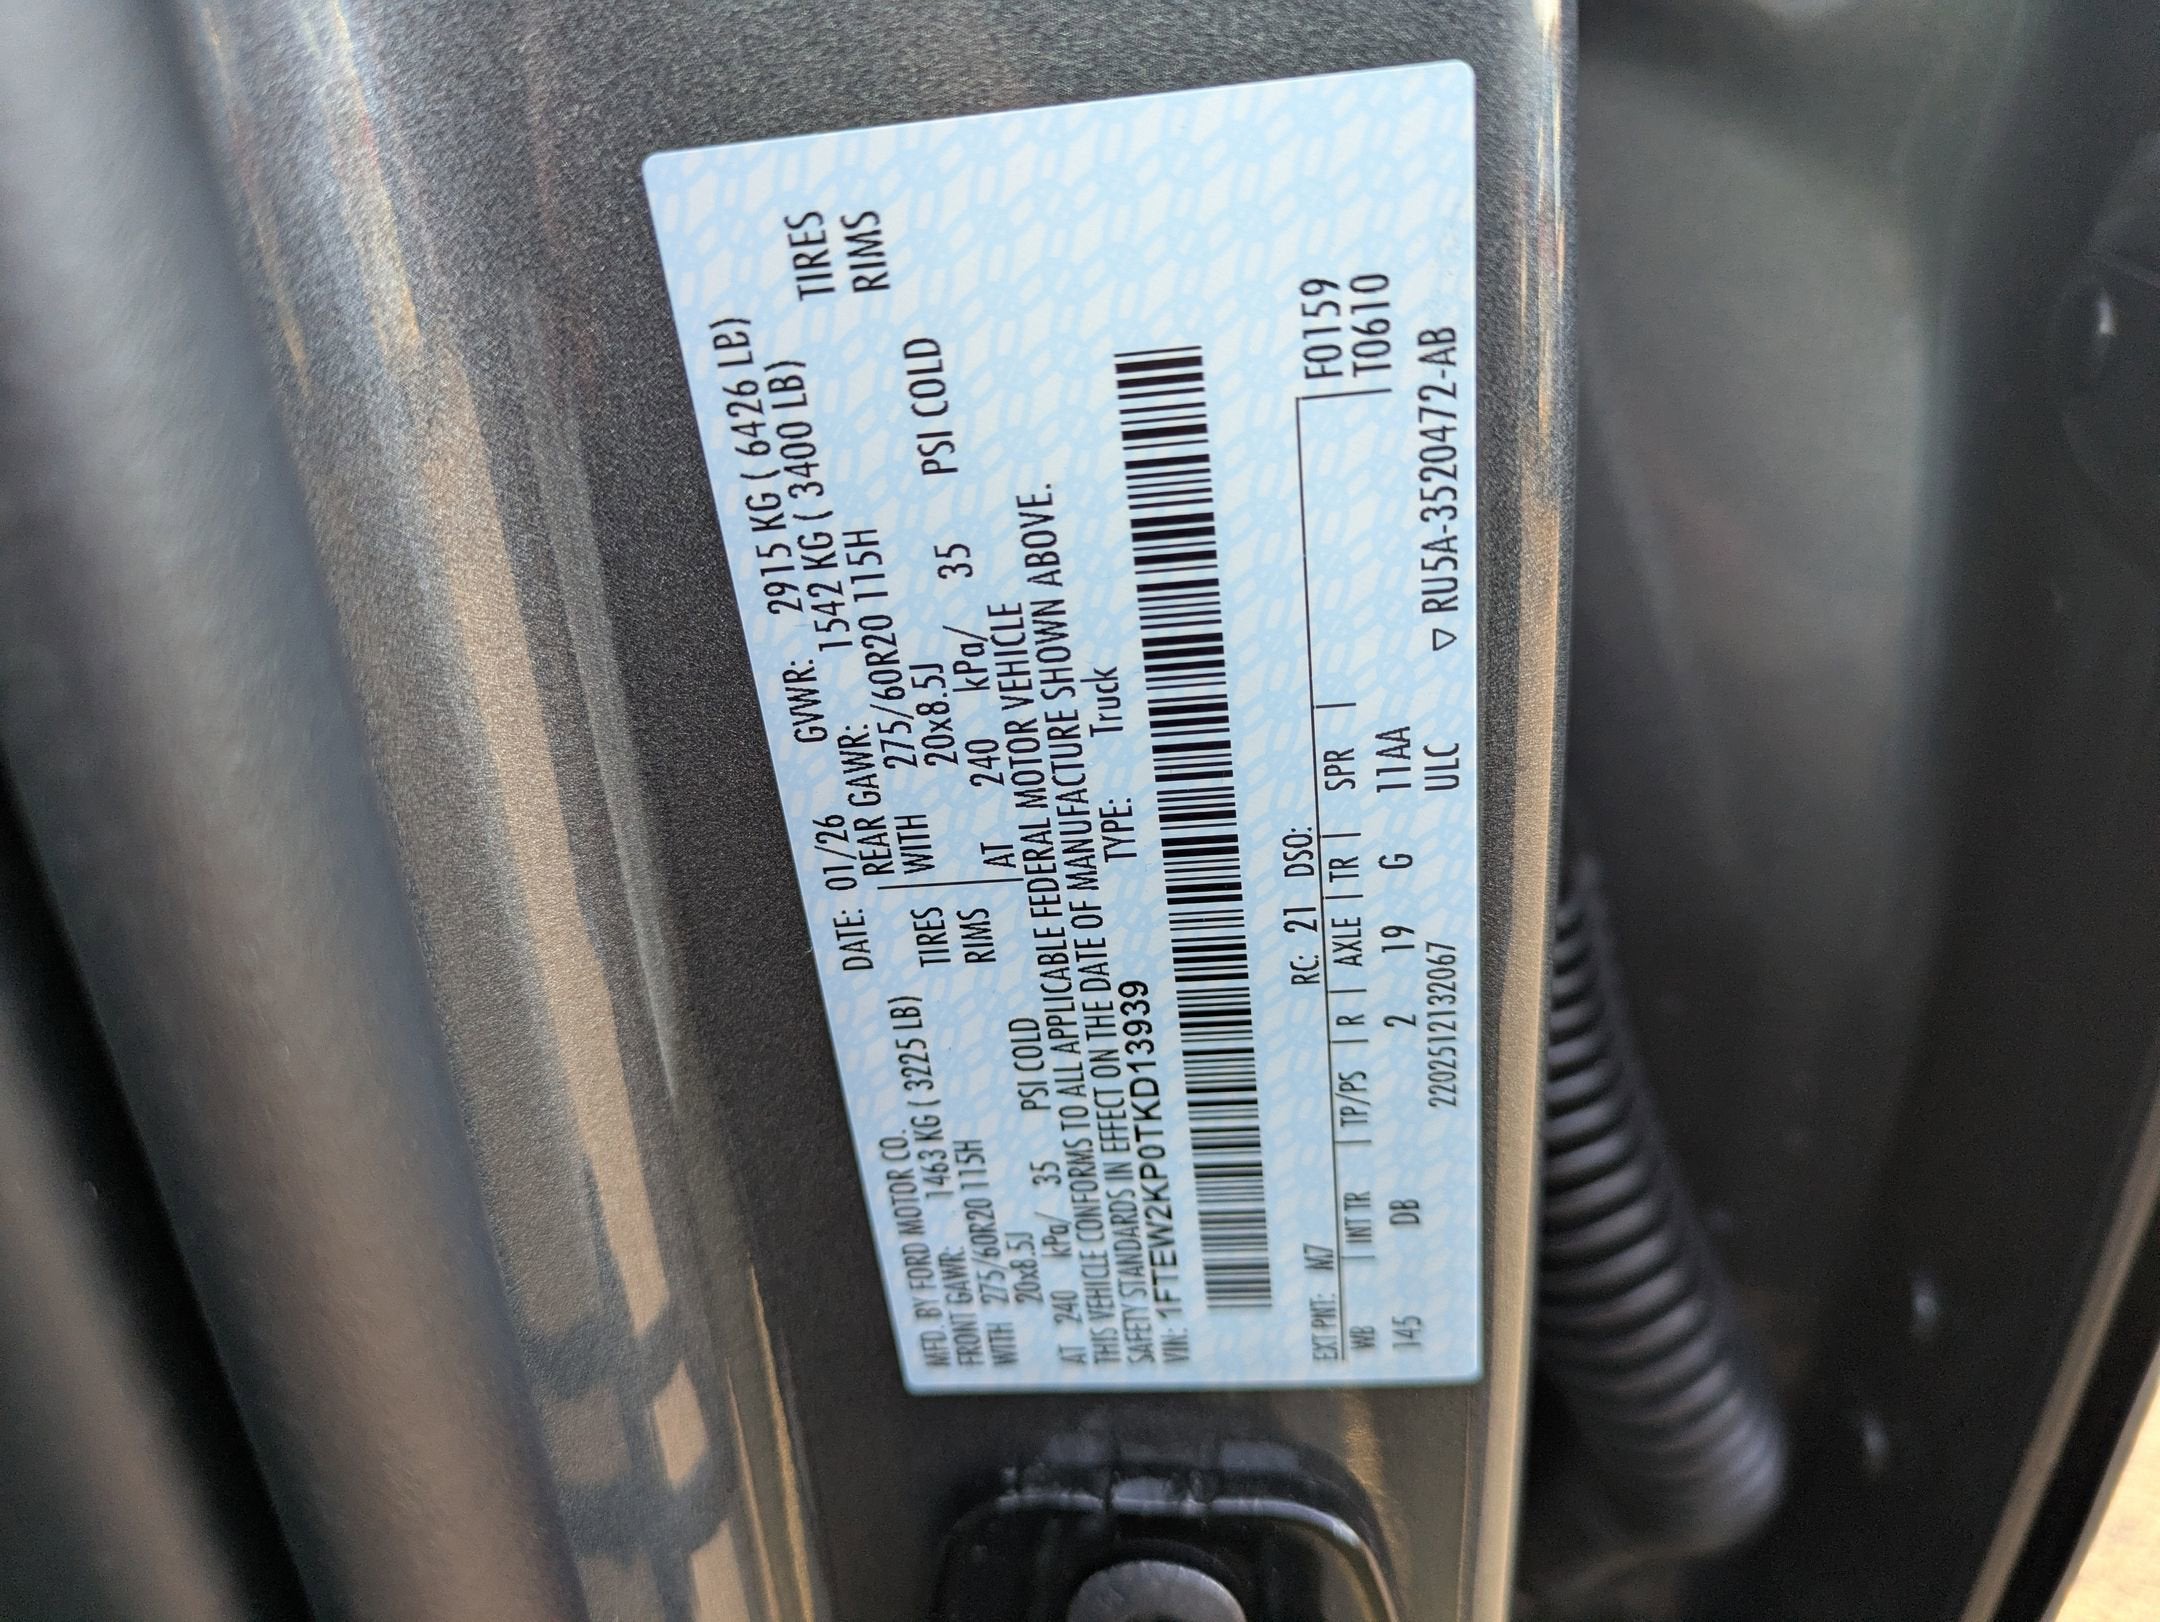 MFD. BY FORD MOTOR CO. DATE: 01/26 GVWR: 2915 KG ( 6426 LB)
FRONT GAWR: 1463 KG ( 3225 LB) REAR GAWR: 1542 KG ( 3400 LB)
WITH 275/60R20 115H TIRES WITH 275/60R20 115H TIRES
20x8.5J RIMS 20x8.5J RIMS
AT 240 kPa/ 35 PSI COLD AT 240 kPa/ 35 PSI COLD
THIS VEHICLE CONFORMS TO ALL APPLICABLE FEDERAL MOTOR VEHICLE
SAFETY STANDARDS IN EFFECT ON THE DATE OF MANUFACTURE SHOWN ABOVE.
VIN: 1FTEW2KP0TKD13939 TYPE: Truck
EXT PNT: M7 RC: 21 DSO: F0159
WB INT TR TP/PS R AXLE TR SPR T0610
145 DB 2 19 G 11AA
2202512132067 ULC ▽ RU5A-3520472-AB